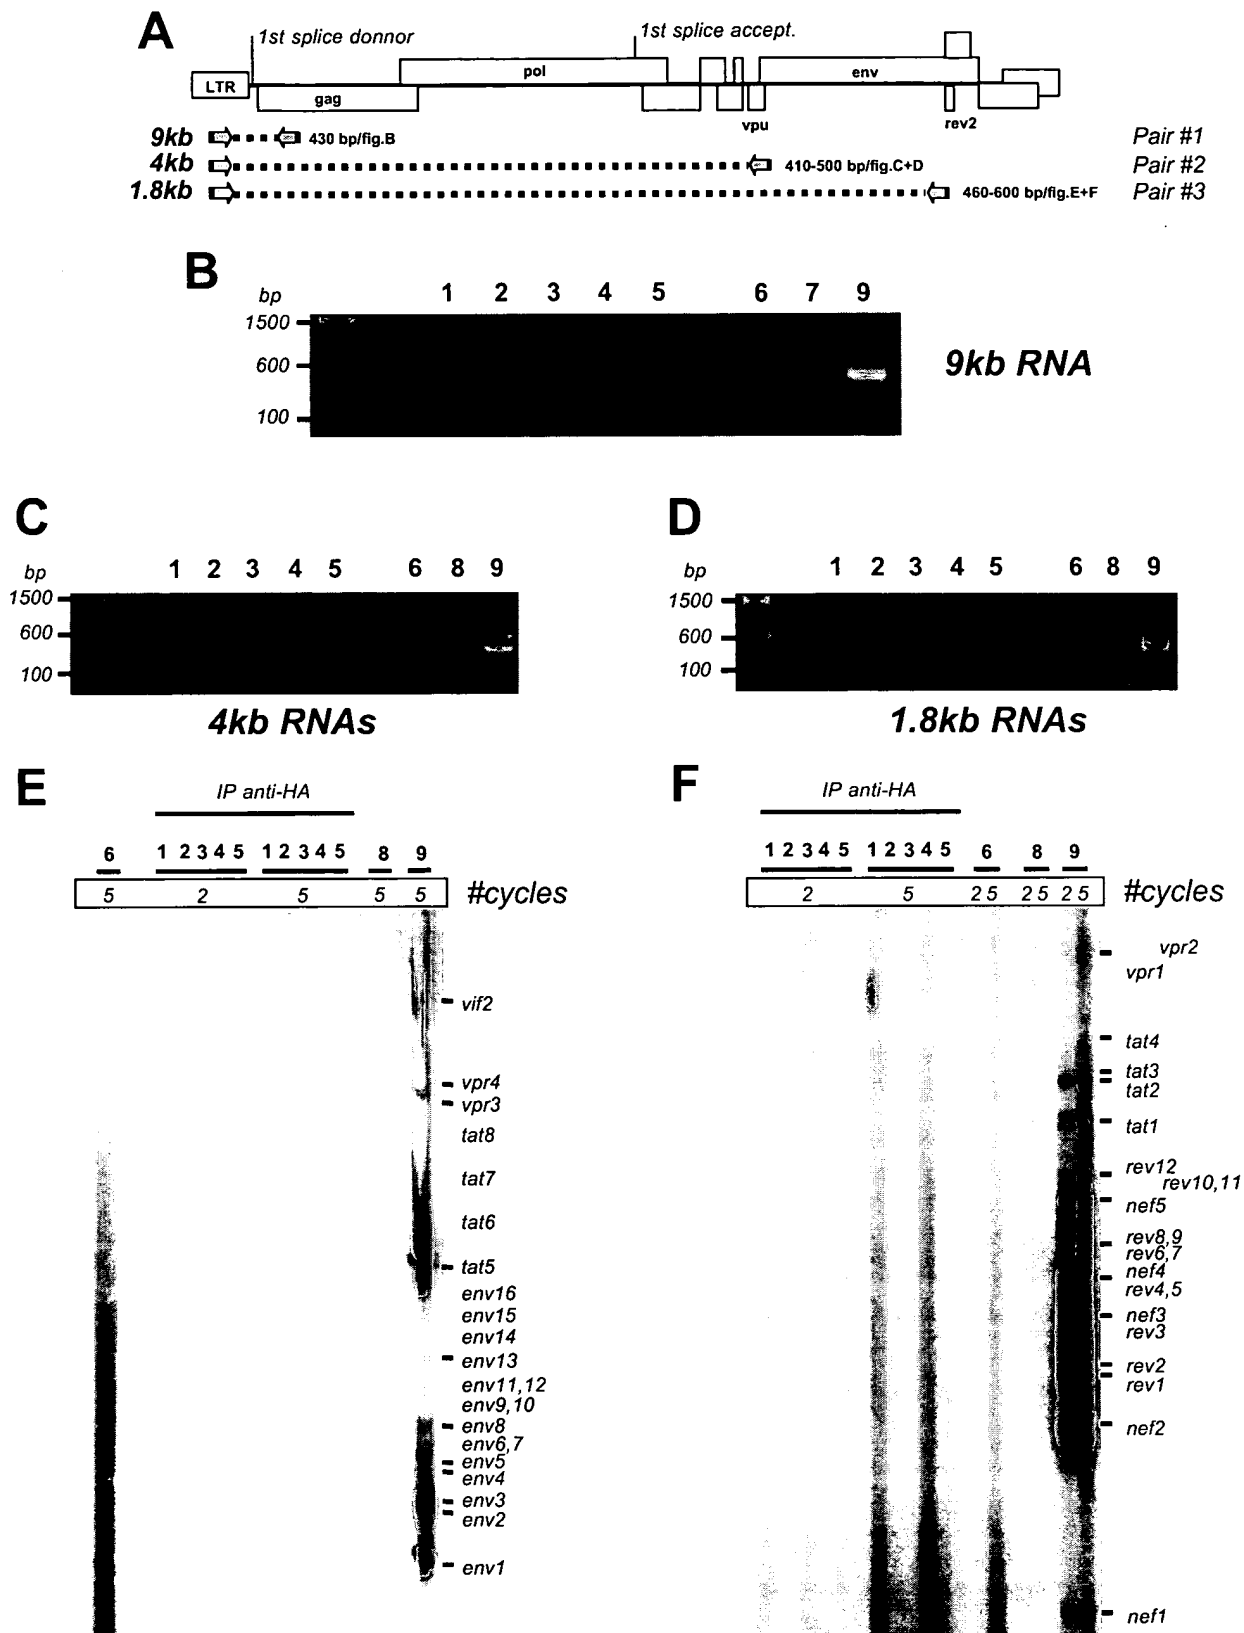 A
1st splice donnor
1st splice accept.
LTR
gag
pol
vpu
env
rev2
9kb 430 bp/fig.B Pair #1
4kb 410-500 bp/fig.C+D Pair #2
1.8kb 460-600 bp/fig.E+F Pair #3
B
bp 1 2 3 4 5 6 7 9
1500
600
100
9kb RNA
C
bp 1 2 3 4 5 6 8 9
1500
600
100
4kb RNAs
D
bp 1 2 3 4 5 6 8 9
1500
600
100
1.8kb RNAs
E
IP anti-HA
6 1 2 3 4 5 1 2 3 4 5 8 9
5 2 5 5 5 #cycles
vif2
vpr4
vpr3
tat8
tat7
tat6
tat5
env16
env15
env14
env13
env11,12
env9,10
env8
env6,7
env5
env4
env3
env2
env1
F
IP anti-HA
1 2 3 4 5 1 2 3 4 5 6 8 9
2 5 2 5 2 5 2 5 #cycles
vpr2
vpr1
tat4
tat3
tat2
tat1
rev12
rev10,11
nef5
rev8,9
rev6,7
nef4
rev4,5
nef3
rev3
rev2
rev1
nef2
nef1